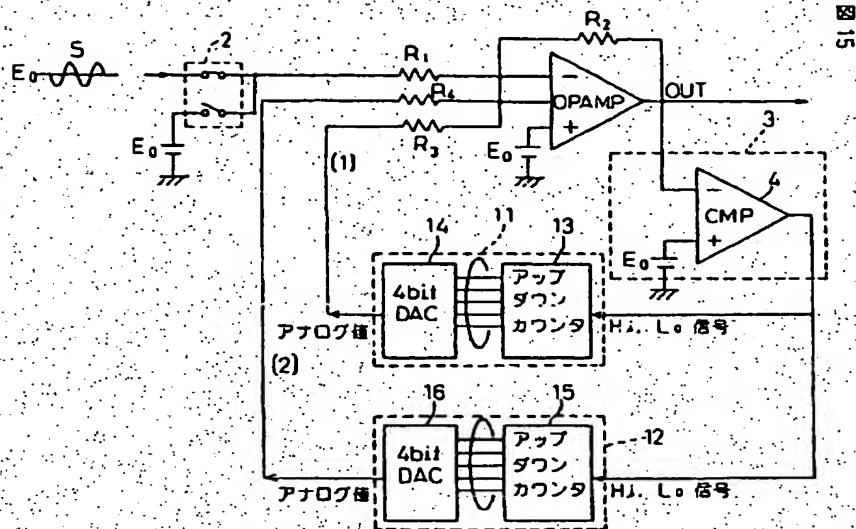 図15
2
S
E₀
R₁
R₂
R₄
R₃
−
OPAMP
+
OUT
E₀
E₀
3
4
−
CMP
+
E₀
(1)
11
14
13
4bit
DAC
アップ
ダウン
カウンタ
アナログ値
Hi. Lo 信号
(2)
16
15
12
4bit
DAC
アップ
ダウン
カウンタ
アナログ値
Hi. Lo 信号